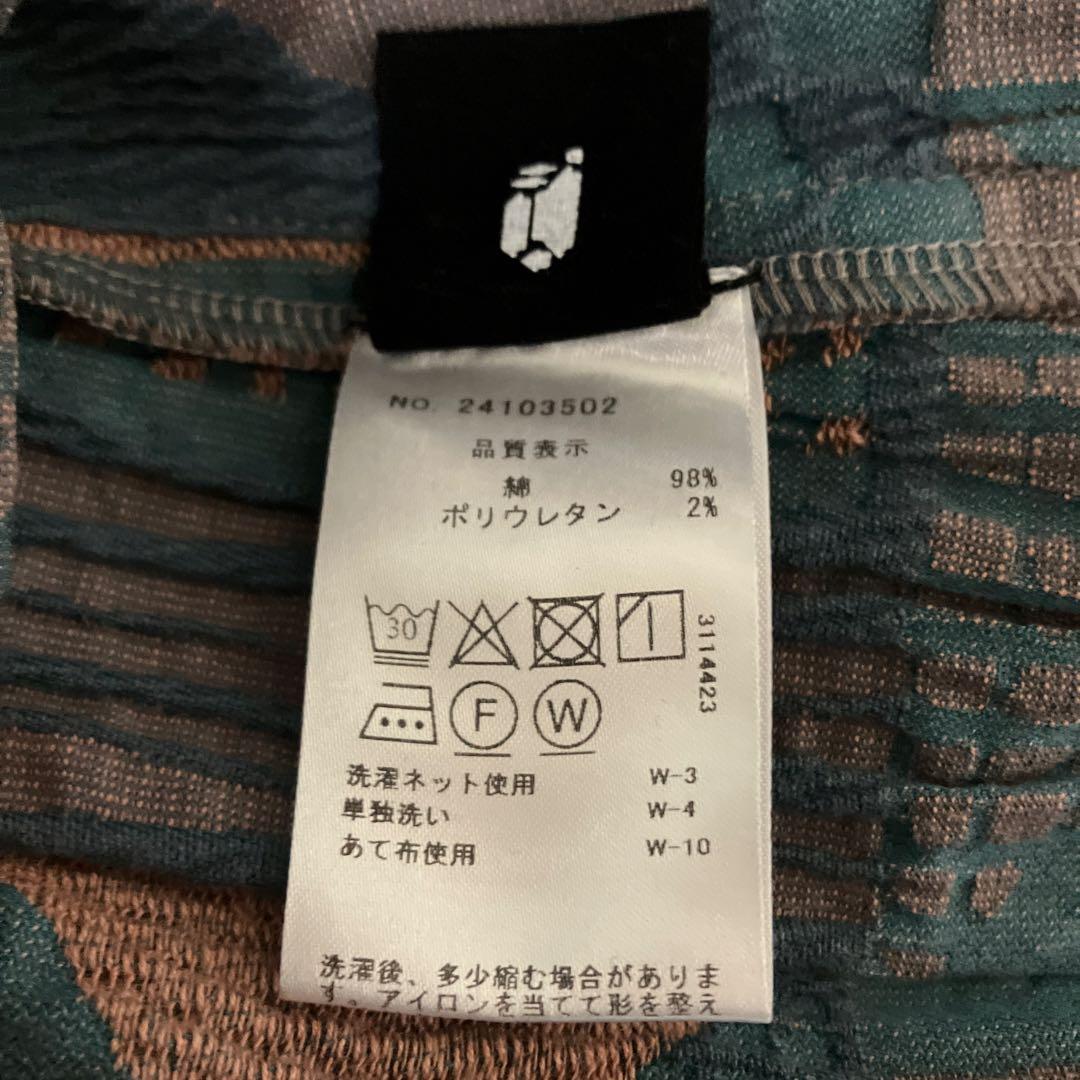 NO. 24103502
品質表示
綿 98%
ポリウレタン 2%
30
3114423
F W
洗濯ネット使用 W-3
単独洗い W-4
あて布使用 W-10
洗濯後、多少縮む場合がありま
す。アイロンを当てて形を整え